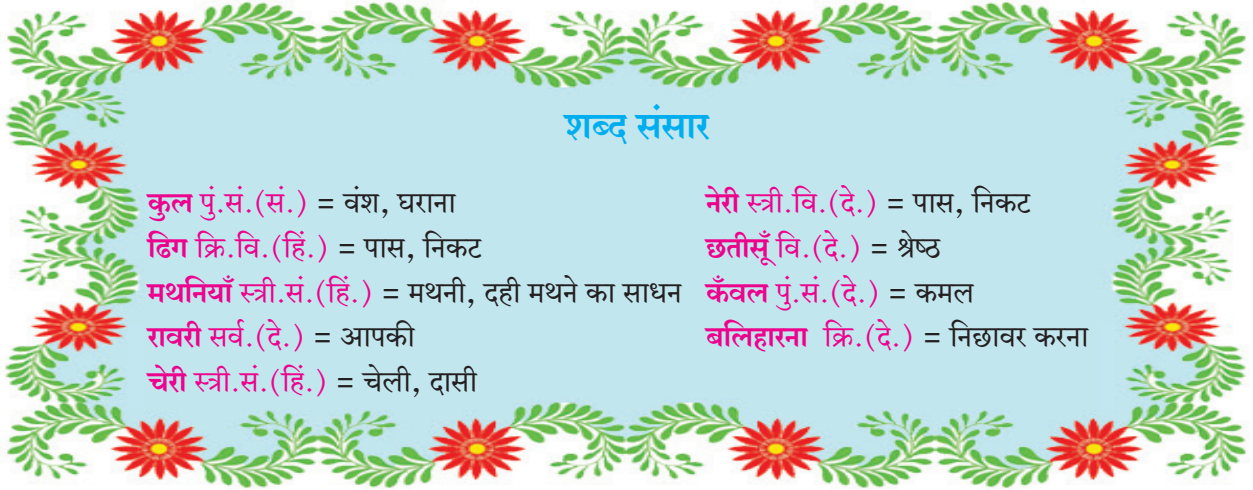 शब्द संसार
कुल पुं.सं.(सं.) = वंश, घराना
ढिग क्रि.वि.(हिं.) = पास, निकट
मथनियाँ स्त्री.सं.(हिं.) = मथनी, दही मथने का साधन
रावरी सर्व.(दे.) = आपकी
चेरी स्त्री.सं.(हिं.) = चेली, दासी
नेरी स्त्री.वि.(दे.) = पास, निकट
छतीसूँ वि.(दे.) = श्रेष्ठ
कँवल पुं.सं.(दे.) = कमल
बलिहारना क्रि.(दे.) = निछावर करना